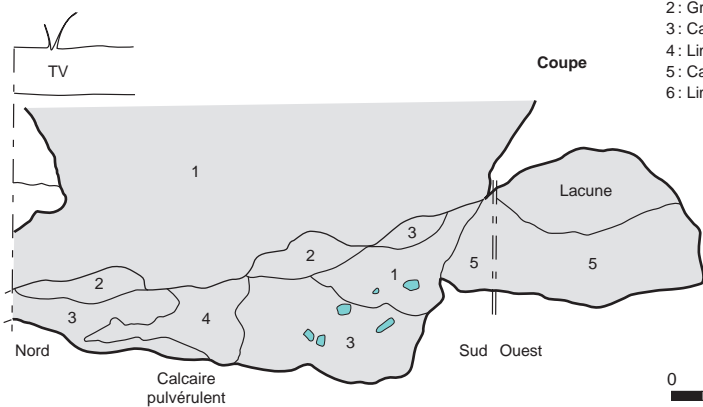 2 : Gr
3 : Ca
4 : Lir
5 : Ca
6 : Lir
TV
Coupe
1
Lacune
3
2
1
5
5
2
3
4
3
Nord
Sud
Ouest
Calcaire
pulvérulent
0